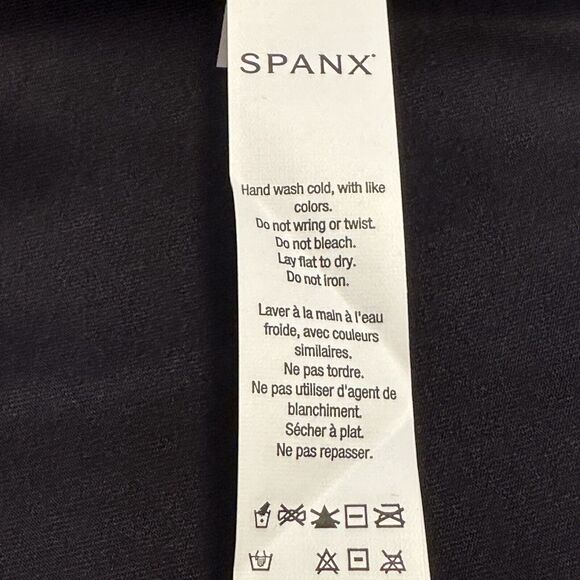 SPANX
Hand wash cold, with like
colors.
Do not wring or twist.
Do not bleach.
Lay flat to dry.
Do not iron.
Laver à la main à l'eau
froide, avec couleurs
similaires.
Ne pas tordre.
Ne pas utiliser d'agent de
blanchiment.
Sécher à plat.
Ne pas repasser.